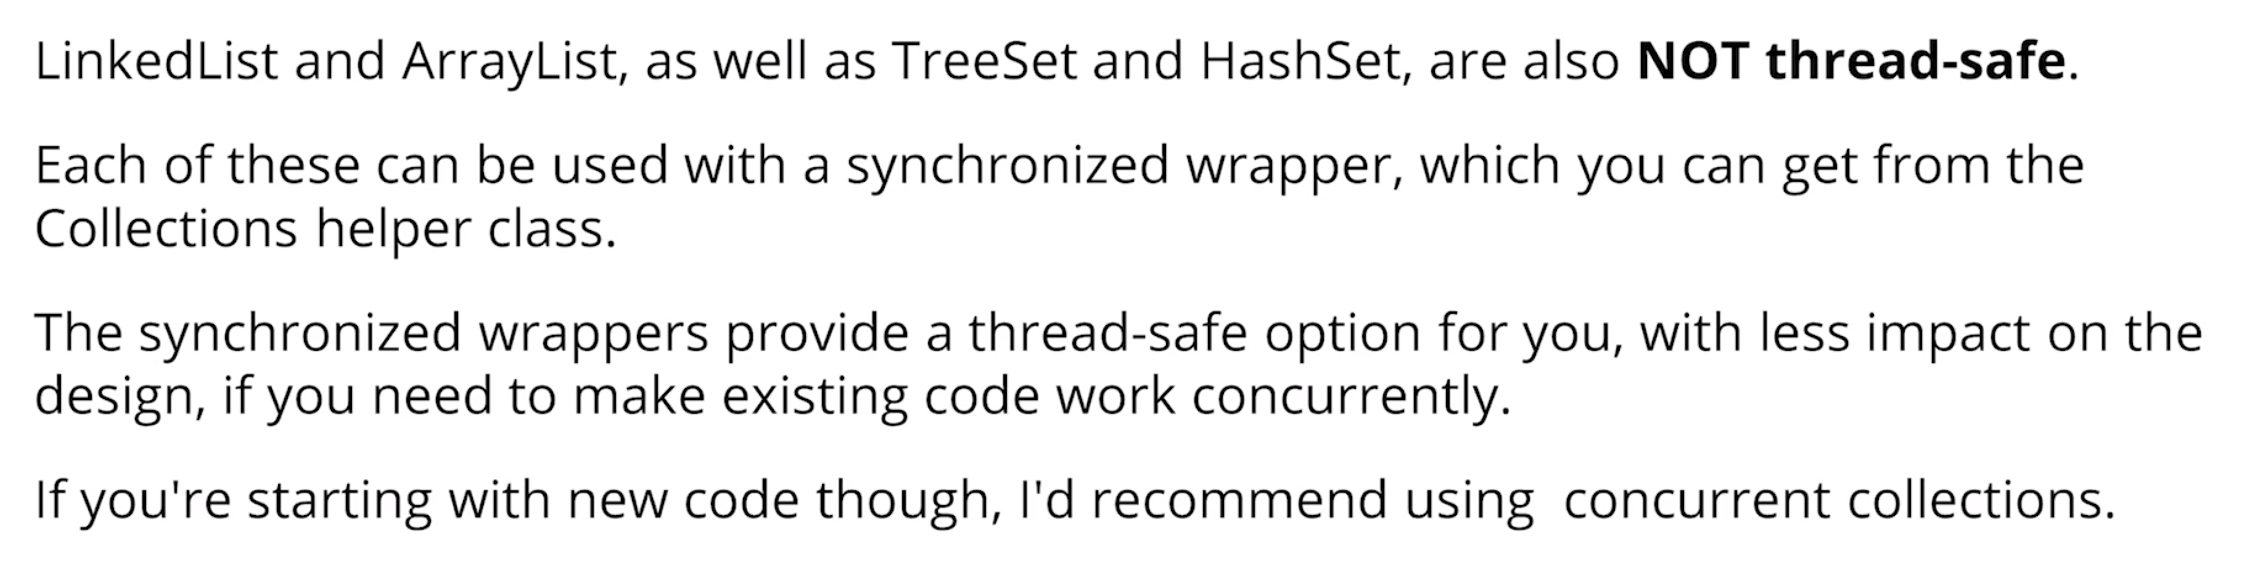 LinkedList and ArrayList, as well as TreeSet and HashSet, are also NOT thread-safe.
Each of these can be used with a synchronized wrapper, which you can get from the
Collections helper class.
The synchronized wrappers provide a thread-safe option for you, with less impact on the
design, if you need to make existing code work concurrently.
If you're starting with new code though, I'd recommend using  concurrent collections.